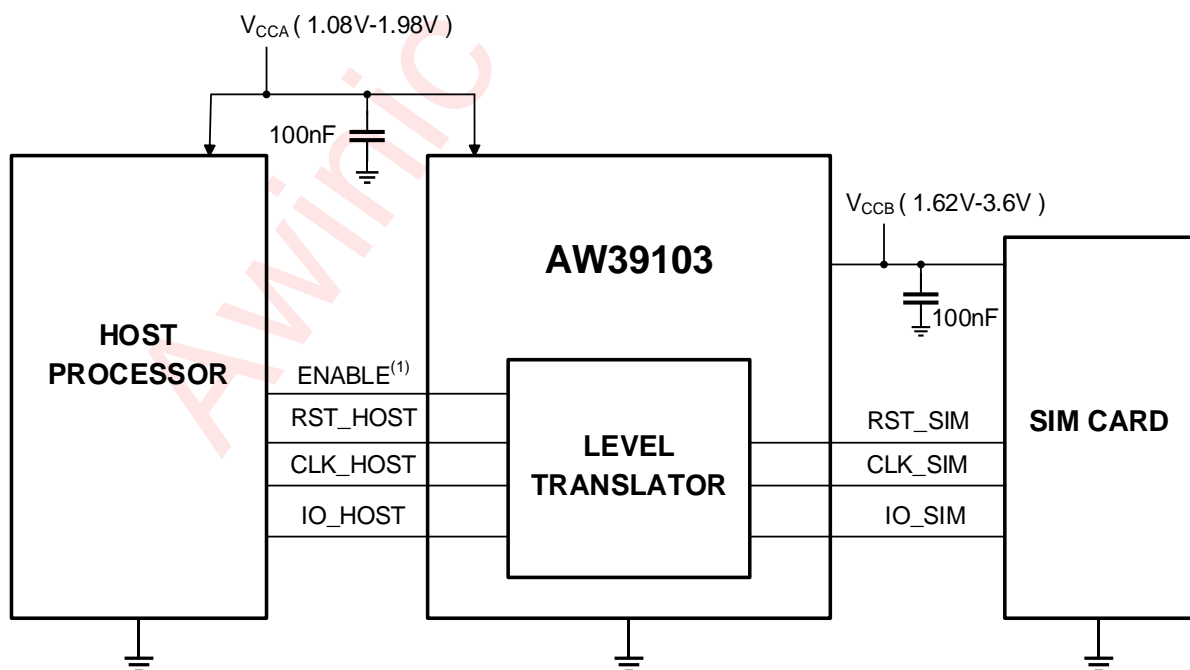 VCCA ( 1.08V-1.98V )
100nF
VCCB ( 1.62V-3.6V )
AW39103
100nF
HOST
PROCESSOR
ENABLE(1)
RST_HOST
CLK_HOST
IO_HOST
LEVEL
TRANSLATOR
RST_SIM
CLK_SIM
IO_SIM
SIM CARD
Awinic